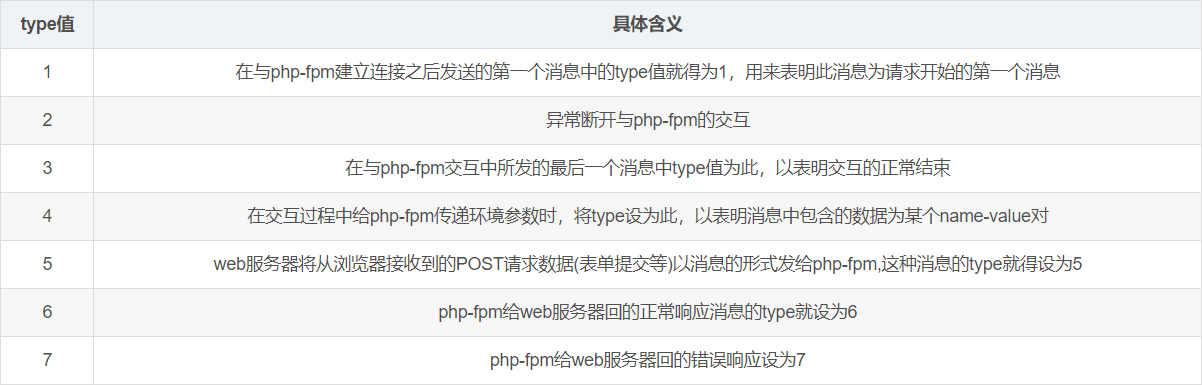 type值 具体含义
1 在与php-fpm建立连接之后发送的第一个消息中的type值就得为1，用来表明此消息为请求开始的第一个消息
2 异常断开与php-fpm的交互
3 在与php-fpm交互中所发的最后一个消息中type值为此，以表明交互的正常结束
4 在交互过程中给php-fpm传递环境参数时，将type设为此，以表明消息中包含的数据为某个name-value对
5 web服务器将从浏览器接收到的POST请求数据(表单提交等)以消息的形式发给php-fpm,这种消息的type就得设为5
6 php-fpm给web服务器回的正常响应消息的type就设为6
7 php-fpm给web服务器回的错误响应设为7